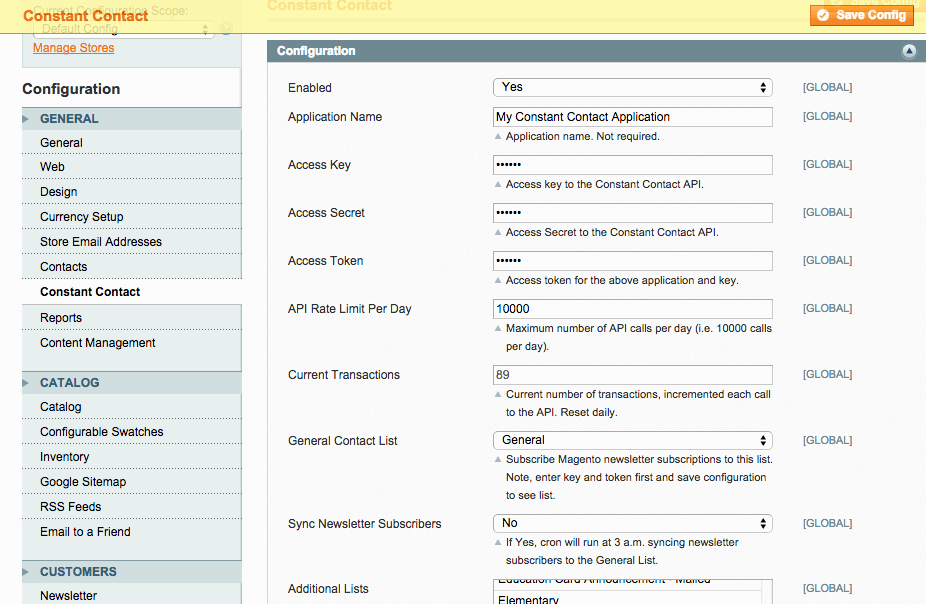 Current Configuration Scope:
Constant Contact
Constant Contact
Save Config
Default Config
Manage Stores
Configuration
GENERAL
General
Web
Design
Currency Setup
Store Email Addresses
Contacts
Constant Contact
Reports
Content Management
CATALOG
Catalog
Configurable Swatches
Inventory
Google Sitemap
RSS Feeds
Email to a Friend
CUSTOMERS
Newsletter
Configuration
Enabled Yes [GLOBAL]
Application Name My Constant Contact Application [GLOBAL]
Application name. Not required.
Access Key •••••• [GLOBAL]
Access key to the Constant Contact API.
Access Secret •••••• [GLOBAL]
Access Secret to the Constant Contact API.
Access Token •••••• [GLOBAL]
Access token for the above application and key.
API Rate Limit Per Day 10000 [GLOBAL]
Maximum number of API calls per day (i.e. 10000 calls
per day).
Current Transactions 89 [GLOBAL]
Current number of transactions, incremented each call
to the API. Reset daily.
General Contact List General [GLOBAL]
Subscribe Magento newsletter subscriptions to this list.
Note, enter key and token first and save configuration
to see list.
Sync Newsletter Subscribers No [GLOBAL]
If Yes, cron will run at 3 a.m. syncing newsletter
subscribers to the General List.
Education Card Announcement - Mailed
Additional Lists [GLOBAL]
Elementary